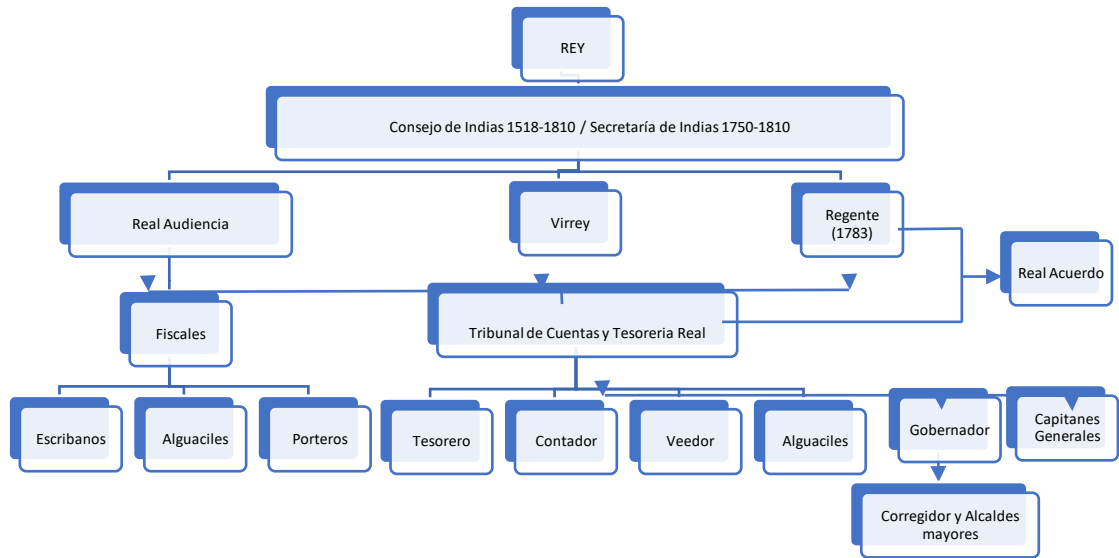 REY
Consejo de Indias 1518-1810 / Secretaría de Indias 1750-1810
Real Audiencia
Virrey
Regente
(1783)
Real Acuerdo
Fiscales
Tribunal de Cuentas y Tesoreria Real
Escribanos
Alguaciles
Porteros
Tesorero
Contador
Veedor
Alguaciles
Gobernador
Capitanes
Generales
Corregidor y Alcaldes
mayores